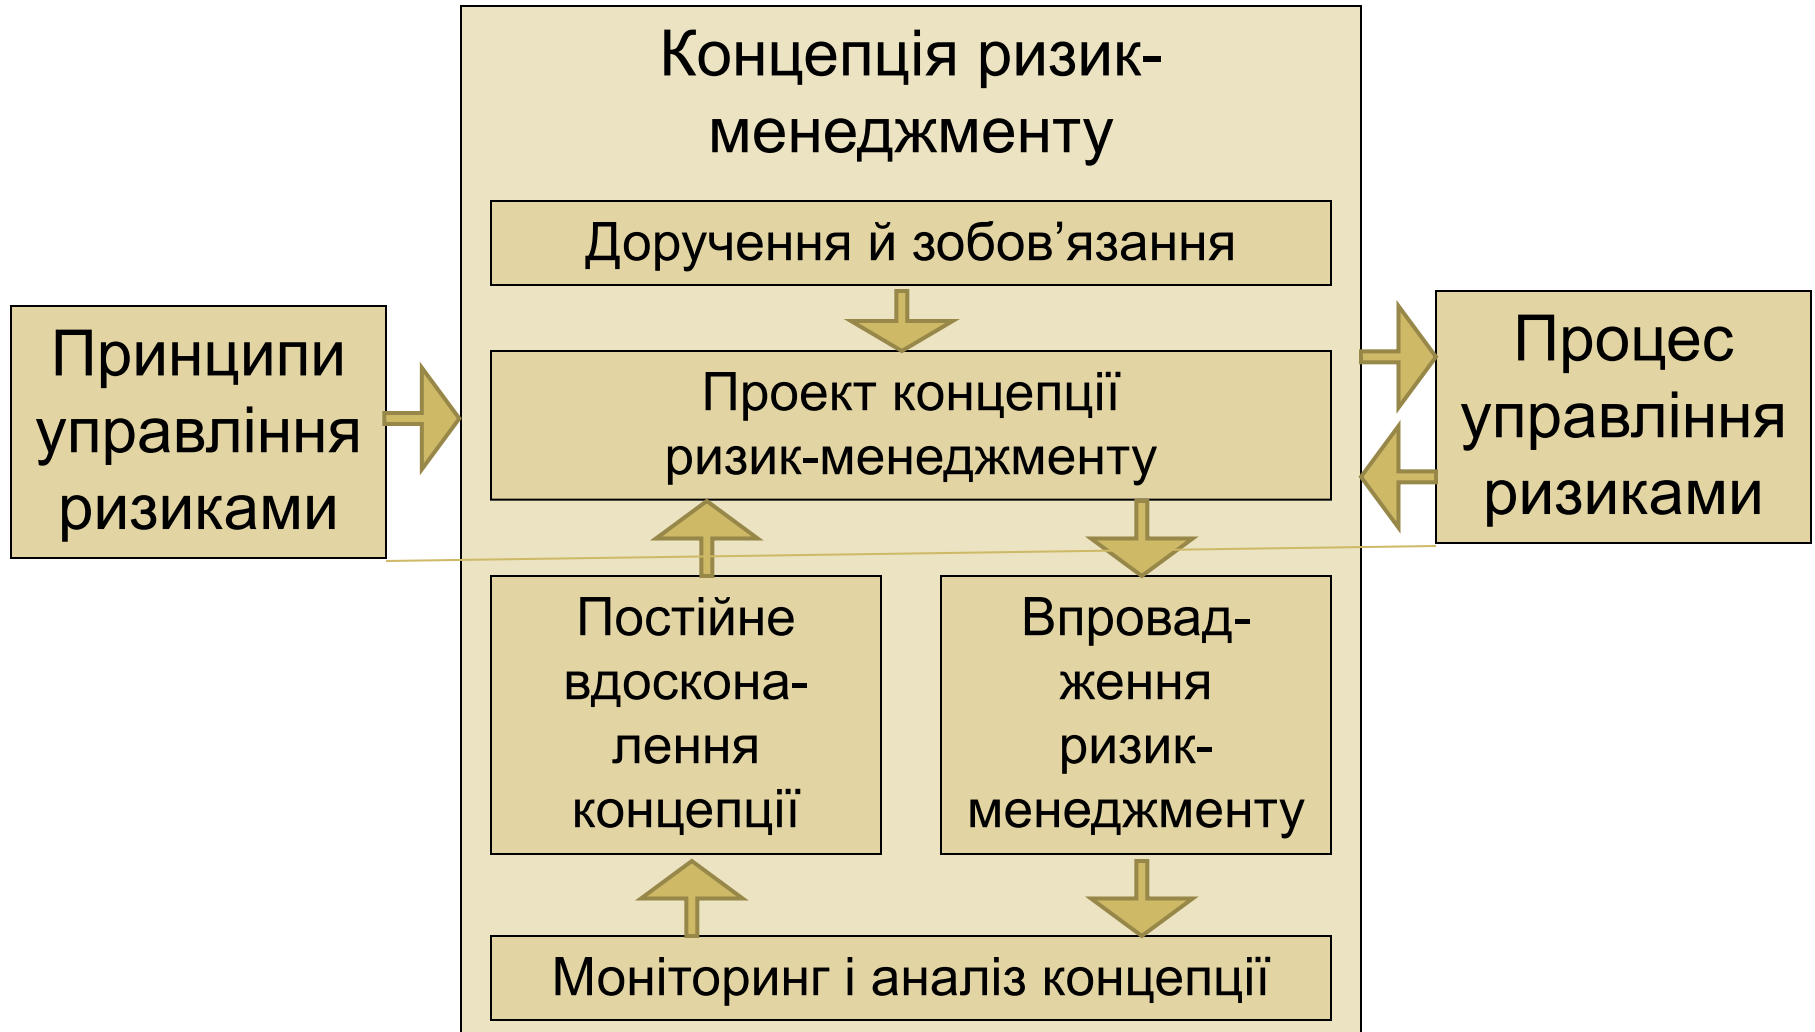 Концепція ризик-
менеджменту
Доручення й зобов’язання
Принципи
управління
ризиками
Проект концепції
ризик-менеджменту
Процес
управління
ризиками
Постійне
вдоскона-
лення
концепції
Впровад-
ження
ризик-
менеджменту
Моніторинг і аналіз концепції